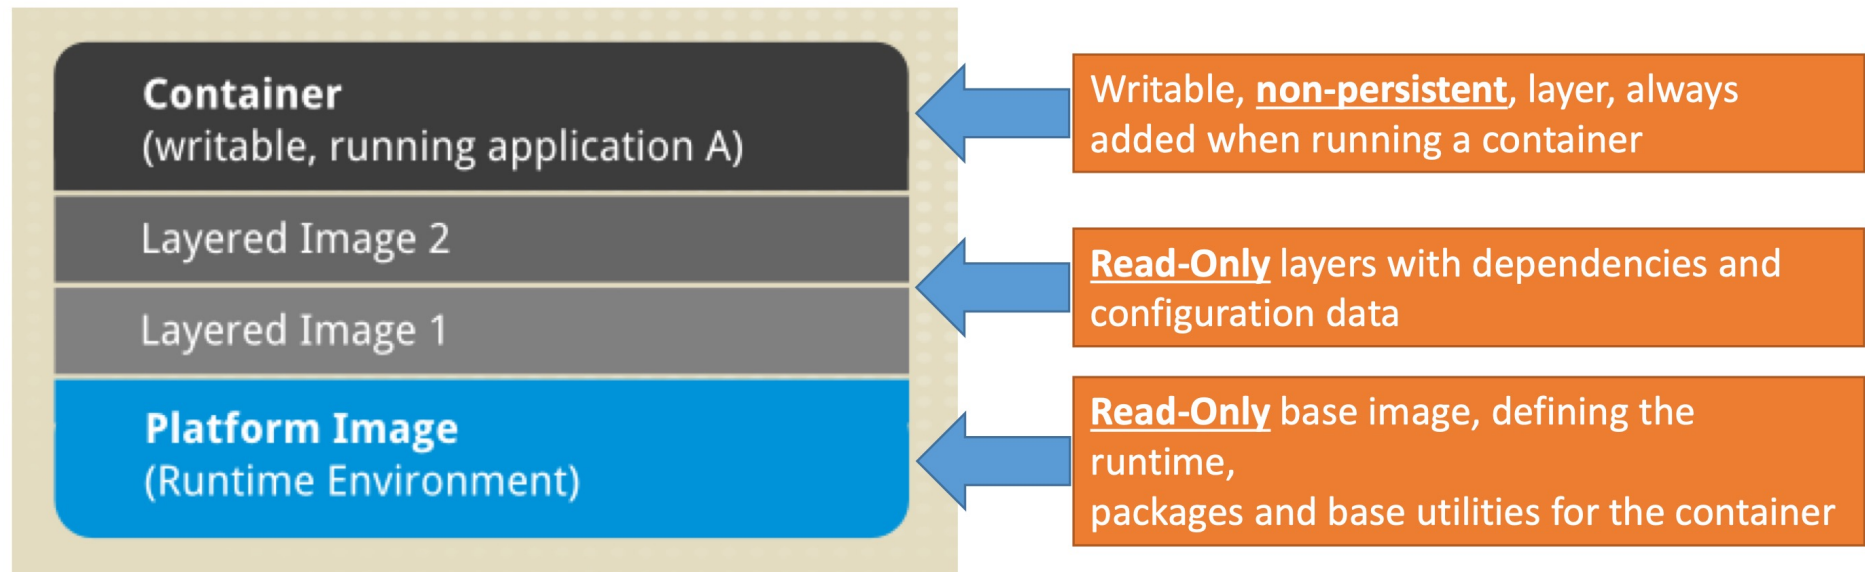 Container
(writable, running application A)
Layered Image 2
Layered Image 1
Platform Image
(Runtime Environment)
Writable, non-persistent, layer, always
added when running a container
Read-Only layers with dependencies and
configuration data
Read-Only base image, defining the
runtime,
packages and base utilities for the container